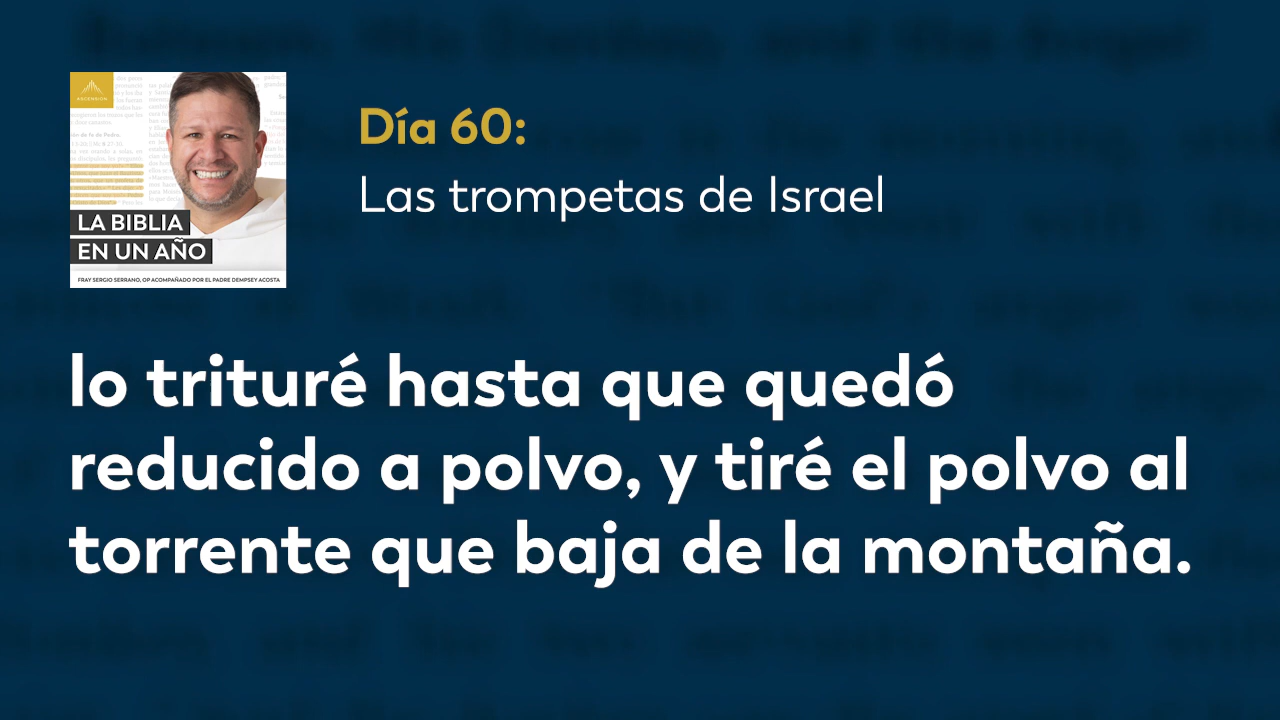 ASCENSION
LA BIBLIA
EN UN AÑO
FRAY SERGIO SERRANO, OP ACOMPAÑADO POR EL PADRE DEMPSEY ACOSTA
Día 60:
Las trompetas de Israel
lo trituré hasta que quedó
reducido a polvo, y tiré el polvo al
torrente que baja de la montaña.